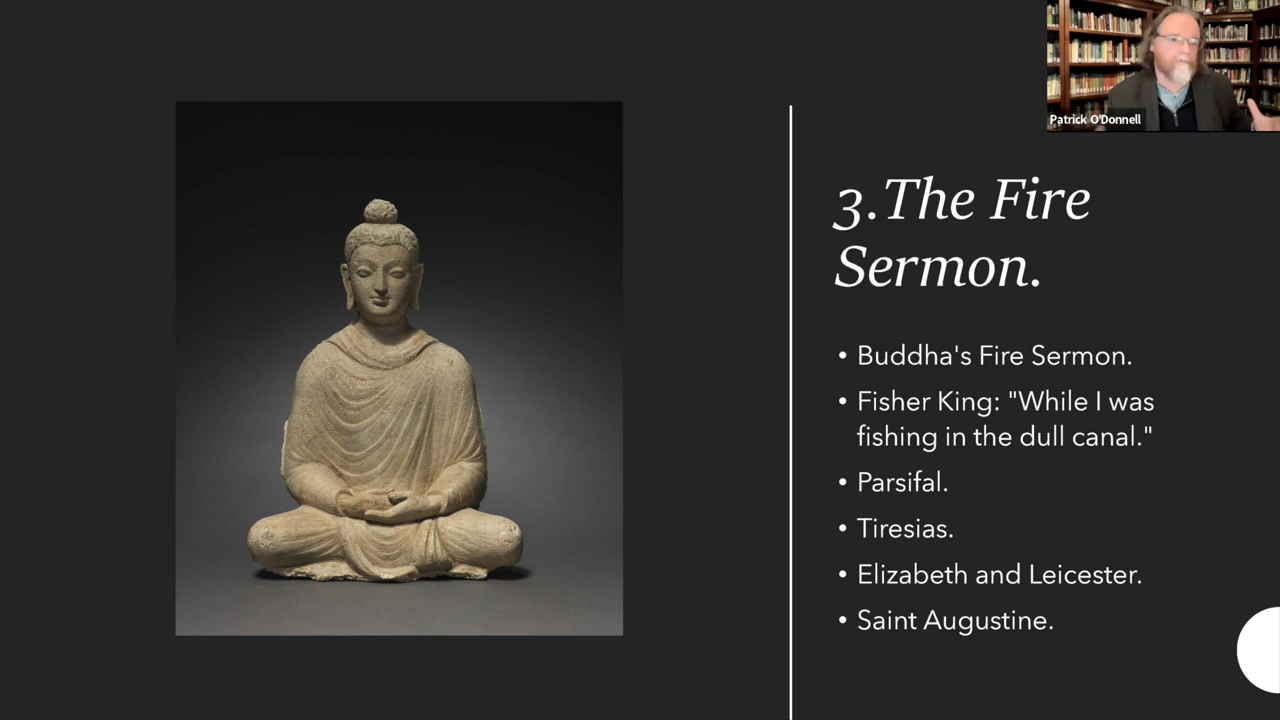 Patrick O'Donnell
3.The Fire
Sermon.
• Buddha's Fire Sermon.
• Fisher King: "While I was
fishing in the dull canal."
• Parsifal.
• Tiresias.
• Elizabeth and Leicester.
• Saint Augustine.